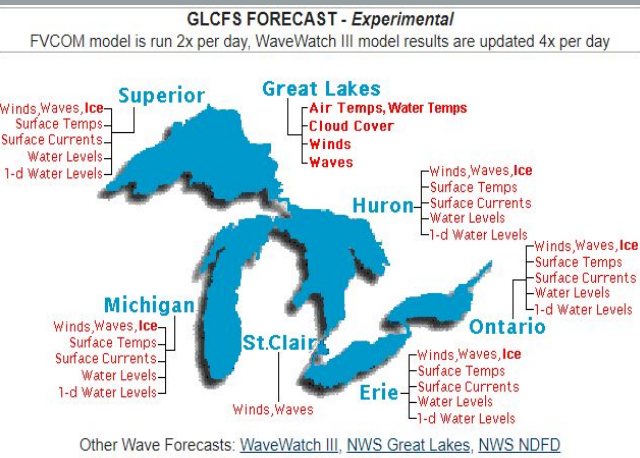 GLCFS FORECAST - Experimental
FVCOM model is run 2x per day, WaveWatch III model results are updated 4x per day
Superior
Winds,Waves,Ice
Surface Temps
Surface Currents
Water Levels
1-d Water Levels
Great Lakes
Air Temps,Water Temps
Cloud Cover
Winds
Waves
Huron
Winds,Waves,Ice
Surface Temps
Surface Currents
Water Levels
1-d Water Levels
Ontario
Winds,Waves,Ice
Surface Temps
Surface Currents
Water Levels
1-d Water Levels
Michigan
Winds,Waves,Ice
Surface Temps
Surface Currents
Water Levels
1-d Water Levels
St.Clair
Winds,Waves
Erie
Winds,Waves,Ice
Surface Temps
Surface Currents
Water Levels
1-d Water Levels
Other Wave Forecasts: WaveWatch III, NWS Great Lakes, NWS NDFD